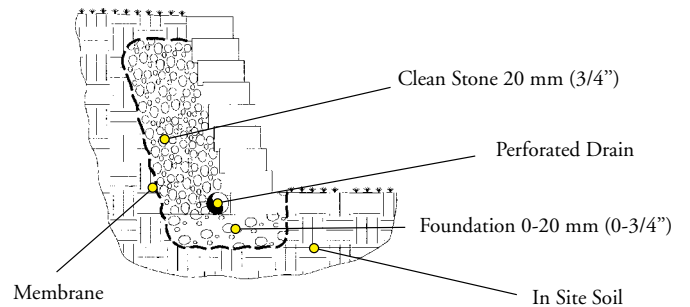 Clean Stone 20 mm (3/4”)
Perforated Drain
Foundation 0-20 mm (0-3/4”)
Membrane
In Site Soil